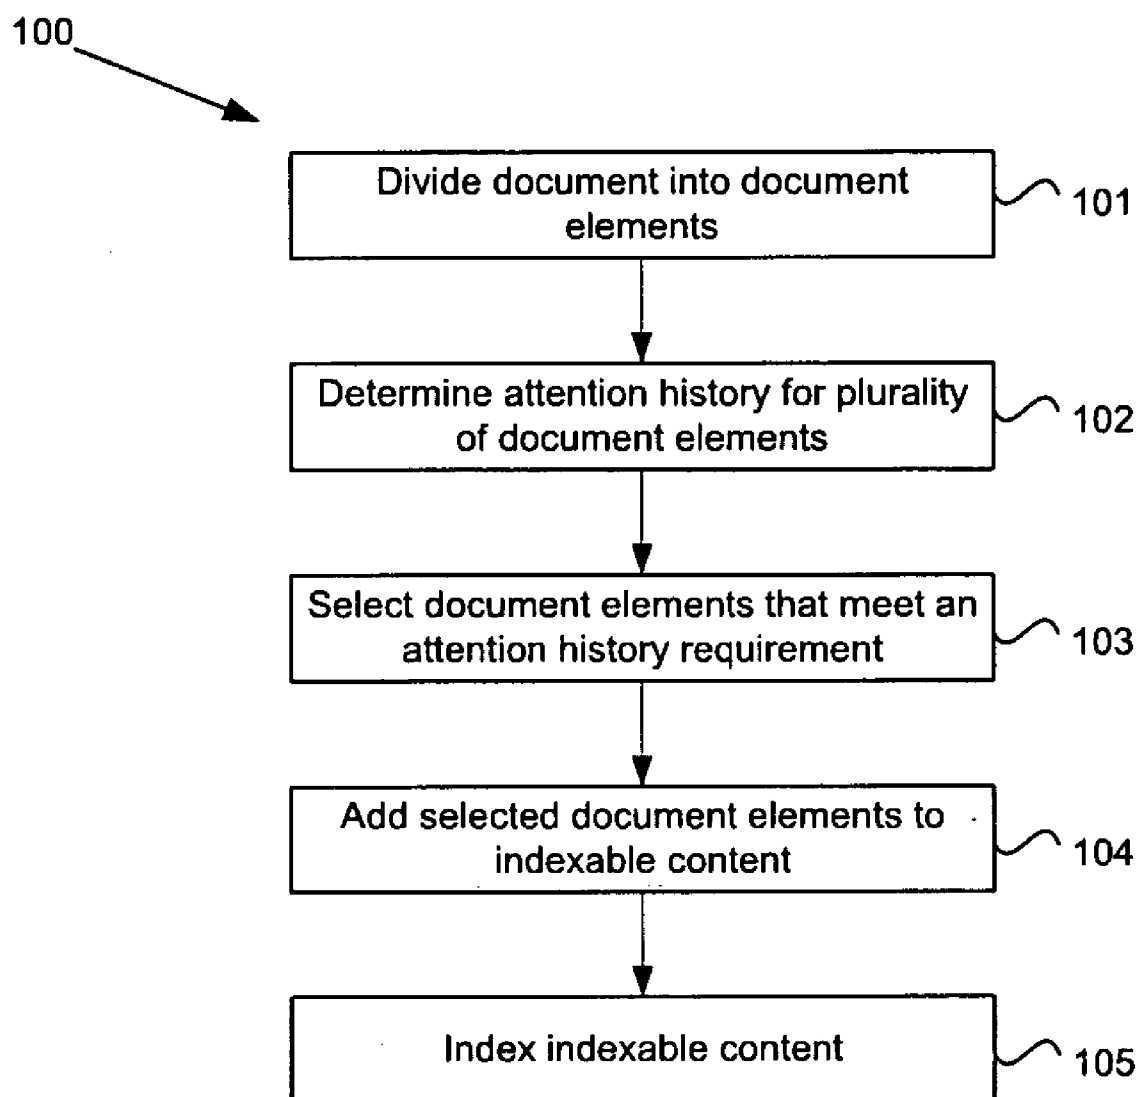 100
Divide document into document
elements
101
Determine attention history for plurality
of document elements
102
Select document elements that meet an
attention history requirement
103
Add selected document elements to
indexable content
104
Index indexable content
105